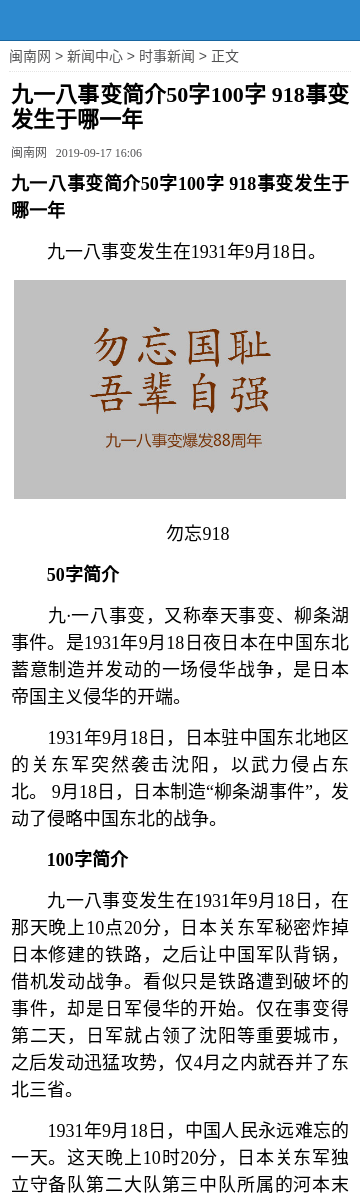 闽南网 > 新闻中心 > 时事新闻 > 正文
九一八事变简介50字100字 918事变
发生于哪一年
闽南网 2019-09-17 16:06
九一八事变简介50字100字 918事变发生于
哪一年
九一八事变发生在1931年9月18日。
勿忘国耻
吾辈自强
九一八事变爆发88周年
勿忘918
50字简介
九·一八事变，又称奉天事变、柳条湖
事件。是1931年9月18日夜日本在中国东北
蓄意制造并发动的一场侵华战争，是日本
帝国主义侵华的开端。
1931年9月18日，日本驻中国东北地区
的关东军突然袭击沈阳，以武力侵占东
北。 9月18日，日本制造“柳条湖事件”，发
动了侵略中国东北的战争。
100字简介
九一八事变发生在1931年9月18日，在
那天晚上10点20分，日本关东军秘密炸掉
日本修建的铁路，之后让中国军队背锅，
借机发动战争。看似只是铁路遭到破坏的
事件，却是日军侵华的开始。仅在事变得
第二天，日军就占领了沈阳等重要城市，
之后发动迅猛攻势，仅4月之内就吞并了东
北三省。
1931年9月18日，中国人民永远难忘的
一天。这天晚上10时20分，日本关东军独
立守备队第二大队第三中队所属的河本末